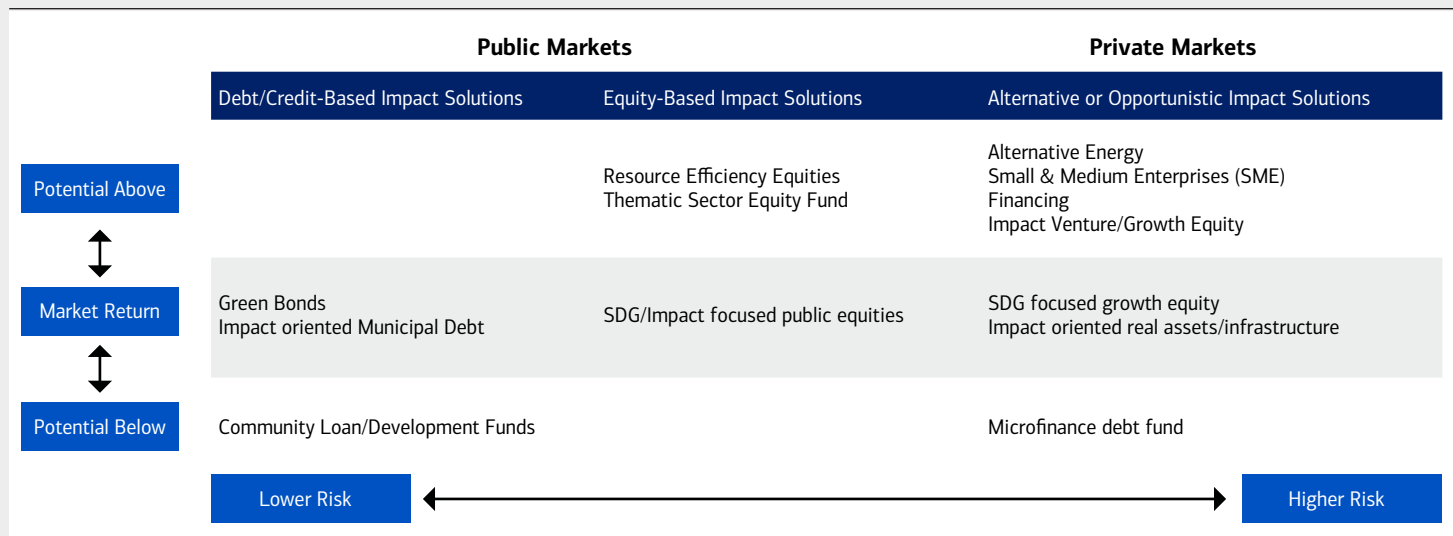 Public Markets
Private Markets
Debt/Credit-Based Impact Solutions
Equity-Based Impact Solutions
Alternative or Opportunistic Impact Solutions
Potential Above
Resource Efficiency Equities
Thematic Sector Equity Fund
Alternative Energy
Small & Medium Enterprises (SME)
Financing
Impact Venture/Growth Equity
Market Return
Green Bonds
Impact oriented Municipal Debt
SDG/Impact focused public equities
SDG focused growth equity
Impact oriented real assets/infrastructure
Potential Below
Community Loan/Development Funds
Microfinance debt fund
Lower Risk
Higher Risk